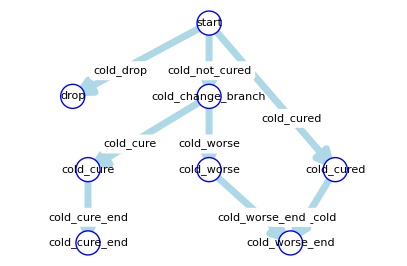 start
cold_drop
cold_not_cured
drop
cold_change_branch
cold_cured
cold_cure
cold_worse
cold_cure
cold_worse
cold_cured
cold_cure_end
cold_worse_end
_cold
cold_cure_end
cold_worse_end